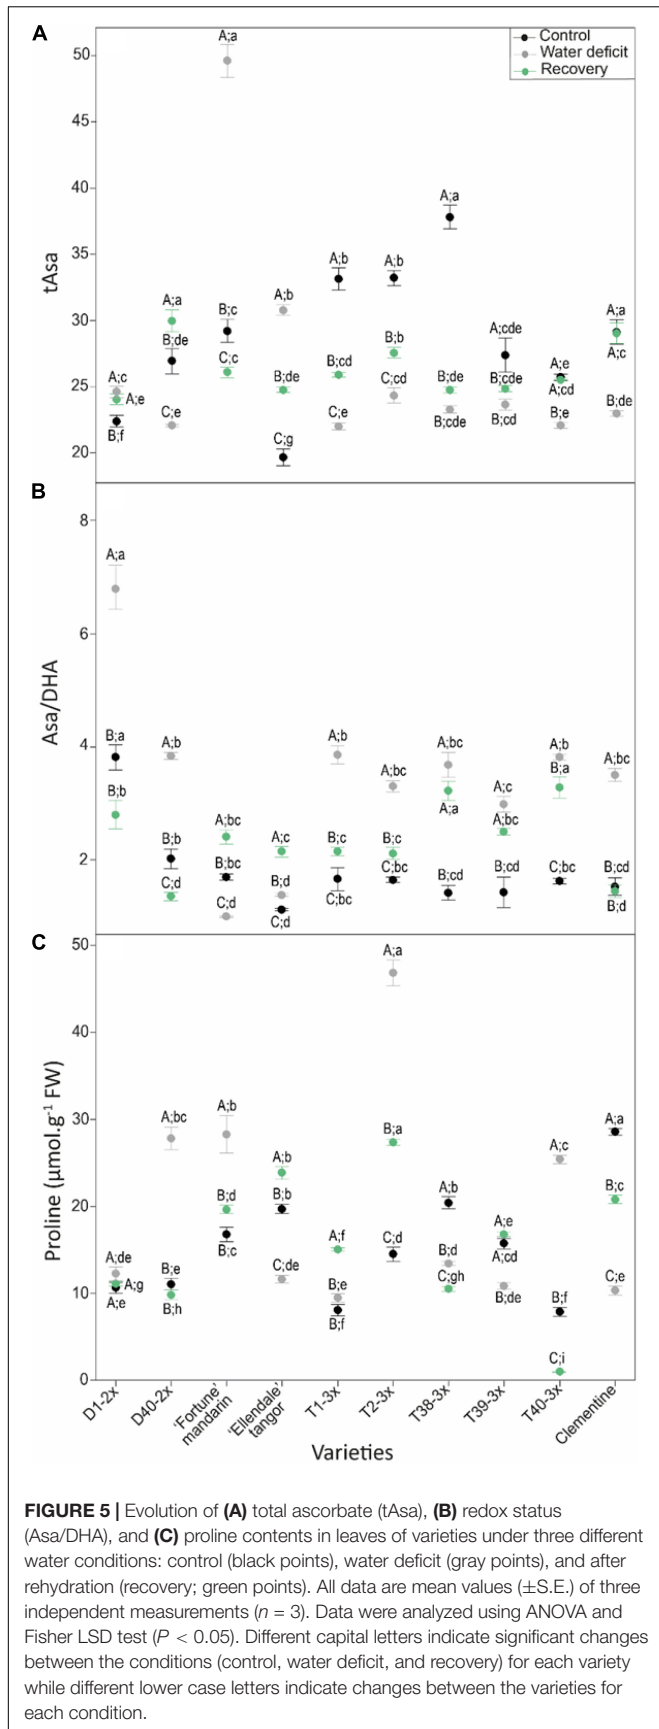 A
Control
Water deficit
Recovery
50
45
40
35
30
25
20
tAsa
A;c
A;e
B;f
A;a
B;de
C;e
A;a
B;c
C;c
A;b
B;de
C;g
A;b
B;cd
C;e
A;b
B;b
C;cd
A;a
B;de
B;cde
A;cde
B;cde
B;cd
A;e
A;cd
B;e
A;a
A;c
B;de
B
8
6
4
2
Asa/DHA
A;a
B;a
B;b
A;b
B;b
C;d
A;bc
B;bc
C;d
A;c
B;d
C;d
A;b
B;c
C;bc
A;bc
B;c
C;bc
A;bc
A;a
B;cd
A;c
A;bc
B;cd
A;b
B;a
C;bc
A;bc
B;cd
B;d
C
50
40
30
20
10
0
Proline (µmol.g⁻¹ FW)
A;de
A;g
A;e
A;bc
B;e
B;h
A;b
B;d
B;c
A;b
B;b
C;de
A;f
B;e
B;f
A;a
B;a
C;d
A;b
B;d
C;gh
A;e
A;cd
B;de
A;c
B;f
C;i
A;a
B;c
C;e
D1-2x
D40-2x
'Fortune'
mandarin
'Ellendale'
tangor
T1-3x
T2-3x
T38-3x
T39-3x
T40-3x
Clementine
Varieties
FIGURE 5 | Evolution of (A) total ascorbate (tAsa), (B) redox status
(Asa/DHA), and (C) proline contents in leaves of varieties under three different
water conditions: control (black points), water deficit (gray points), and after
rehydration (recovery; green points). All data are mean values (±S.E.) of three
independent measurements (n = 3). Data were analyzed using ANOVA and
Fisher LSD test (P < 0.05). Different capital letters indicate significant changes
between the conditions (control, water deficit, and recovery) for each variety
while different lower case letters indicate changes between the varieties for
each condition.